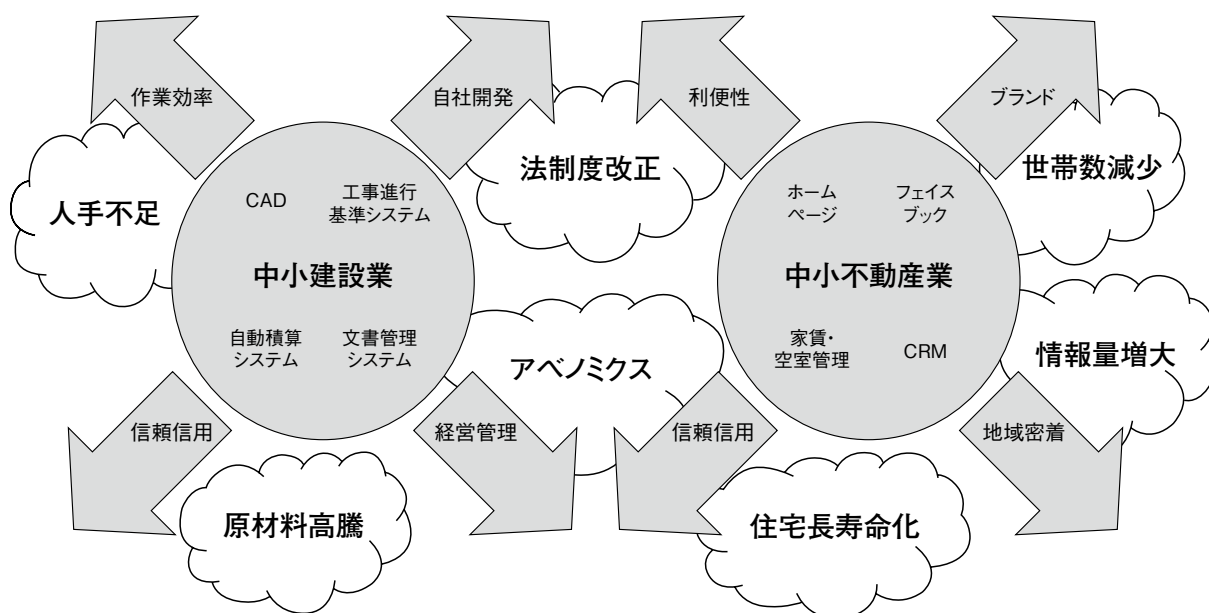 作業効率
自社開発
利便性
ブランド
人手不足
法制度改正
世帯数減少
CAD
工事進行
基準システム
ホーム
ページ
フェイス
ブック
中小建設業
中小不動産業
自動積算
システム
文書管理
システム
アベノミクス
家賃・
空室管理
CRM
情報量増大
信頼信用
経営管理
信頼信用
地域密着
原材料高騰
住宅長寿命化